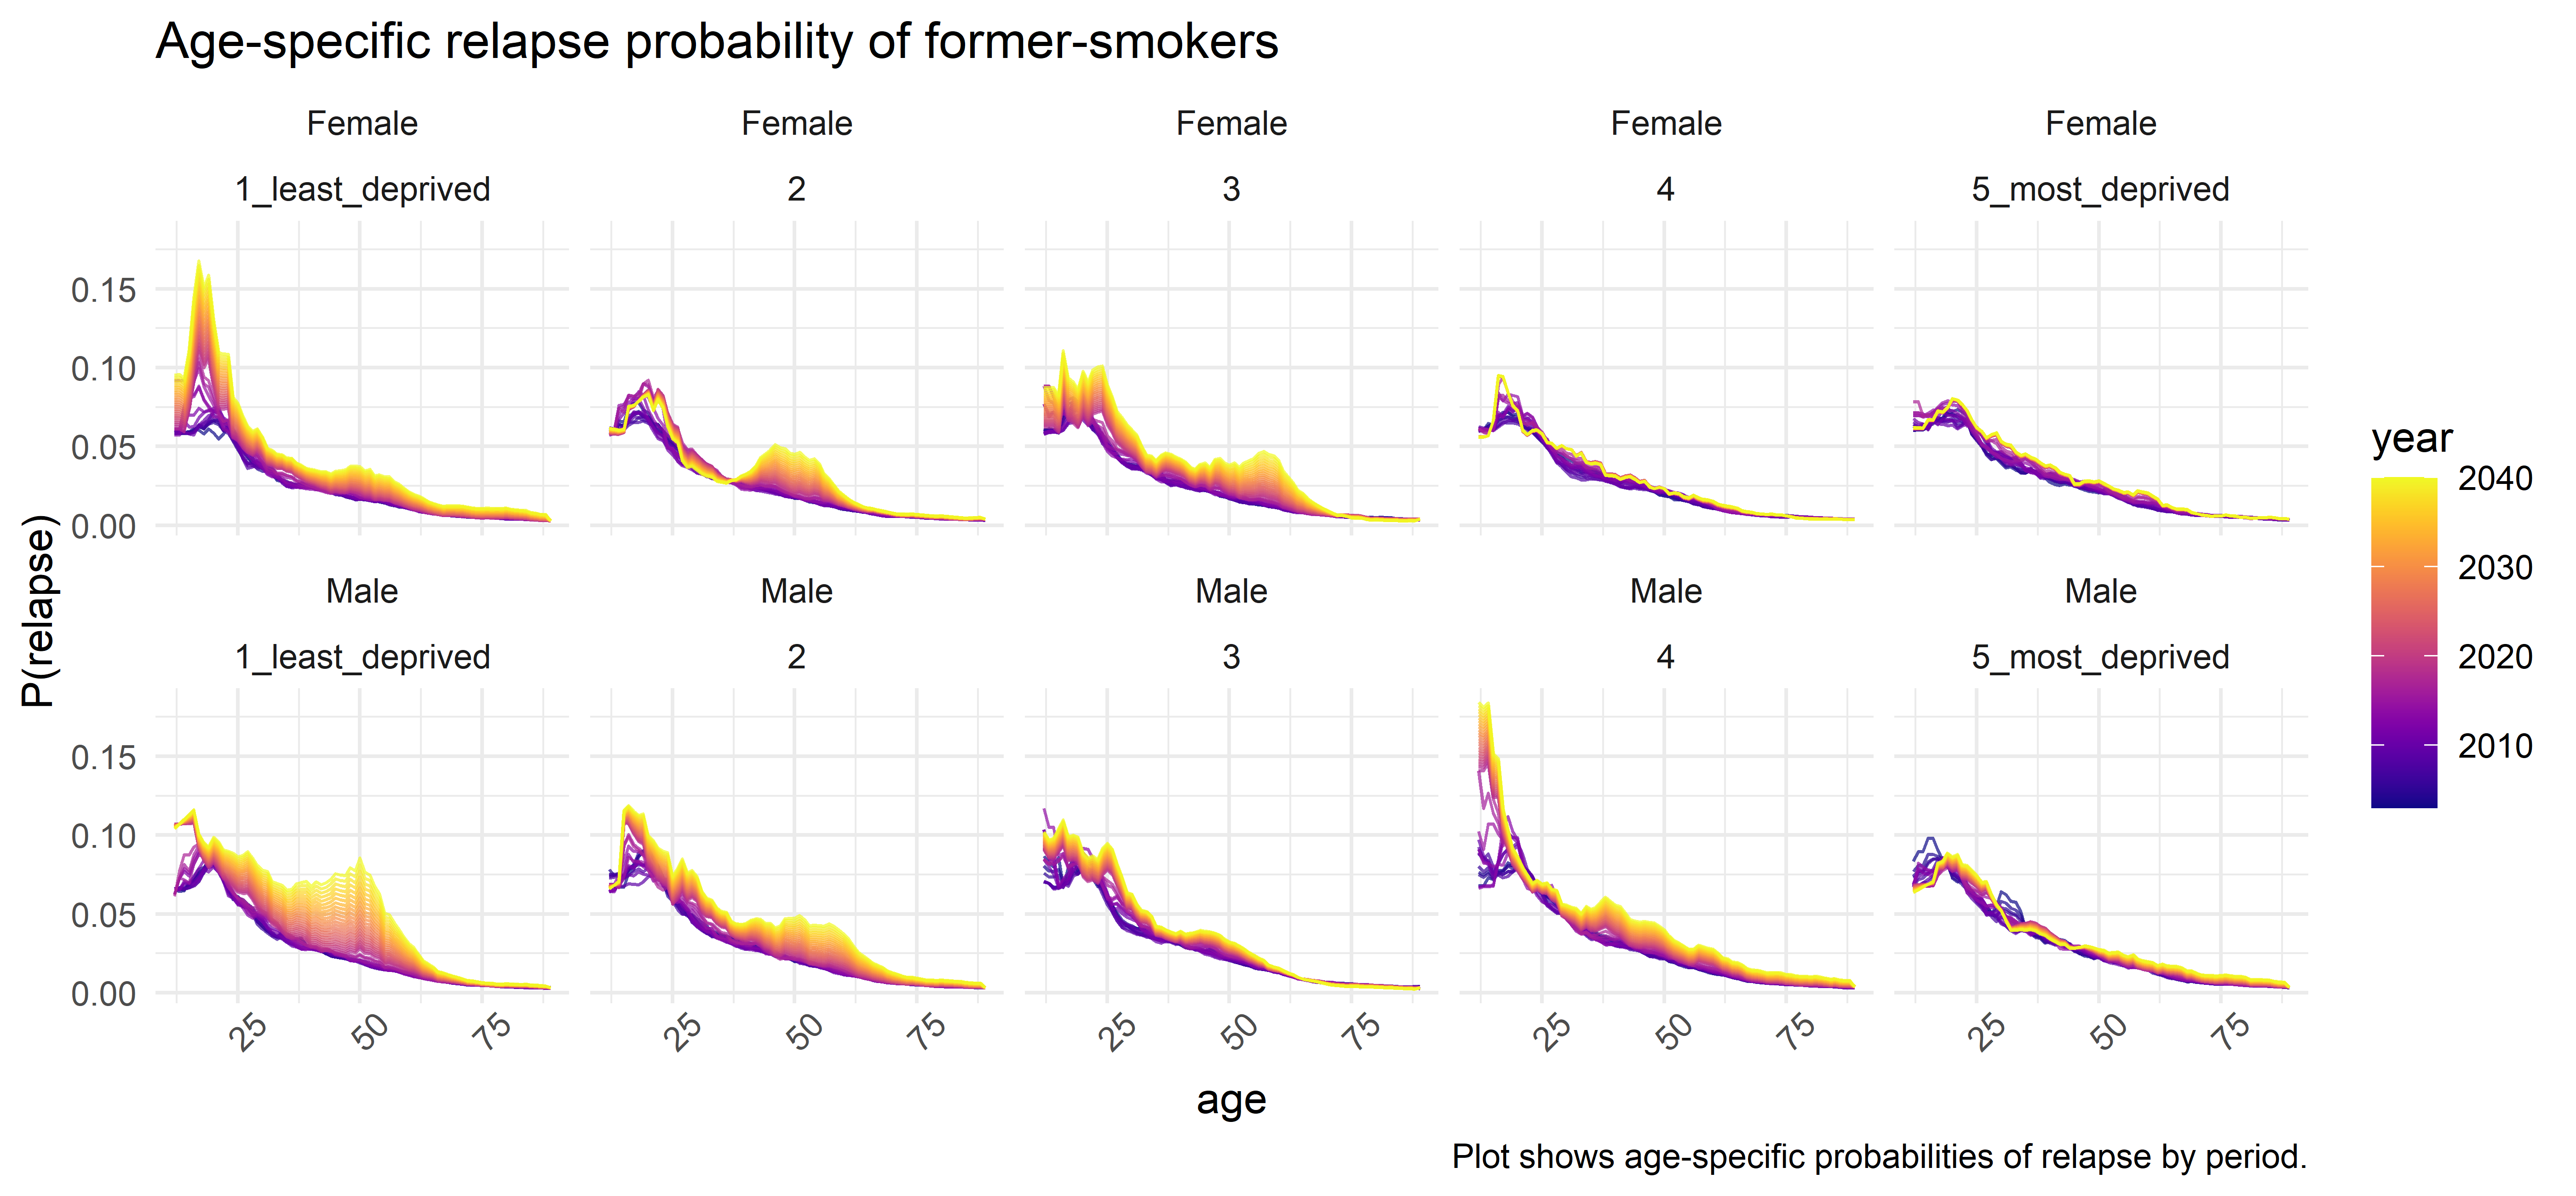 Age-specific relapse probability of former-smokers
Female Female Female Female Female
1_least_deprived 2 3 4 5_most_deprived
0.15
0.10
0.05
0.00
P(relapse)
Male Male Male Male Male
1_least_deprived 2 3 4 5_most_deprived
0.15
0.10
0.05
0.00
25 50 75 25 50 75 25 50 75 25 50 75 25 50 75
age
year
2040
2030
2020
2010
Plot shows age-specific probabilities of relapse by period.